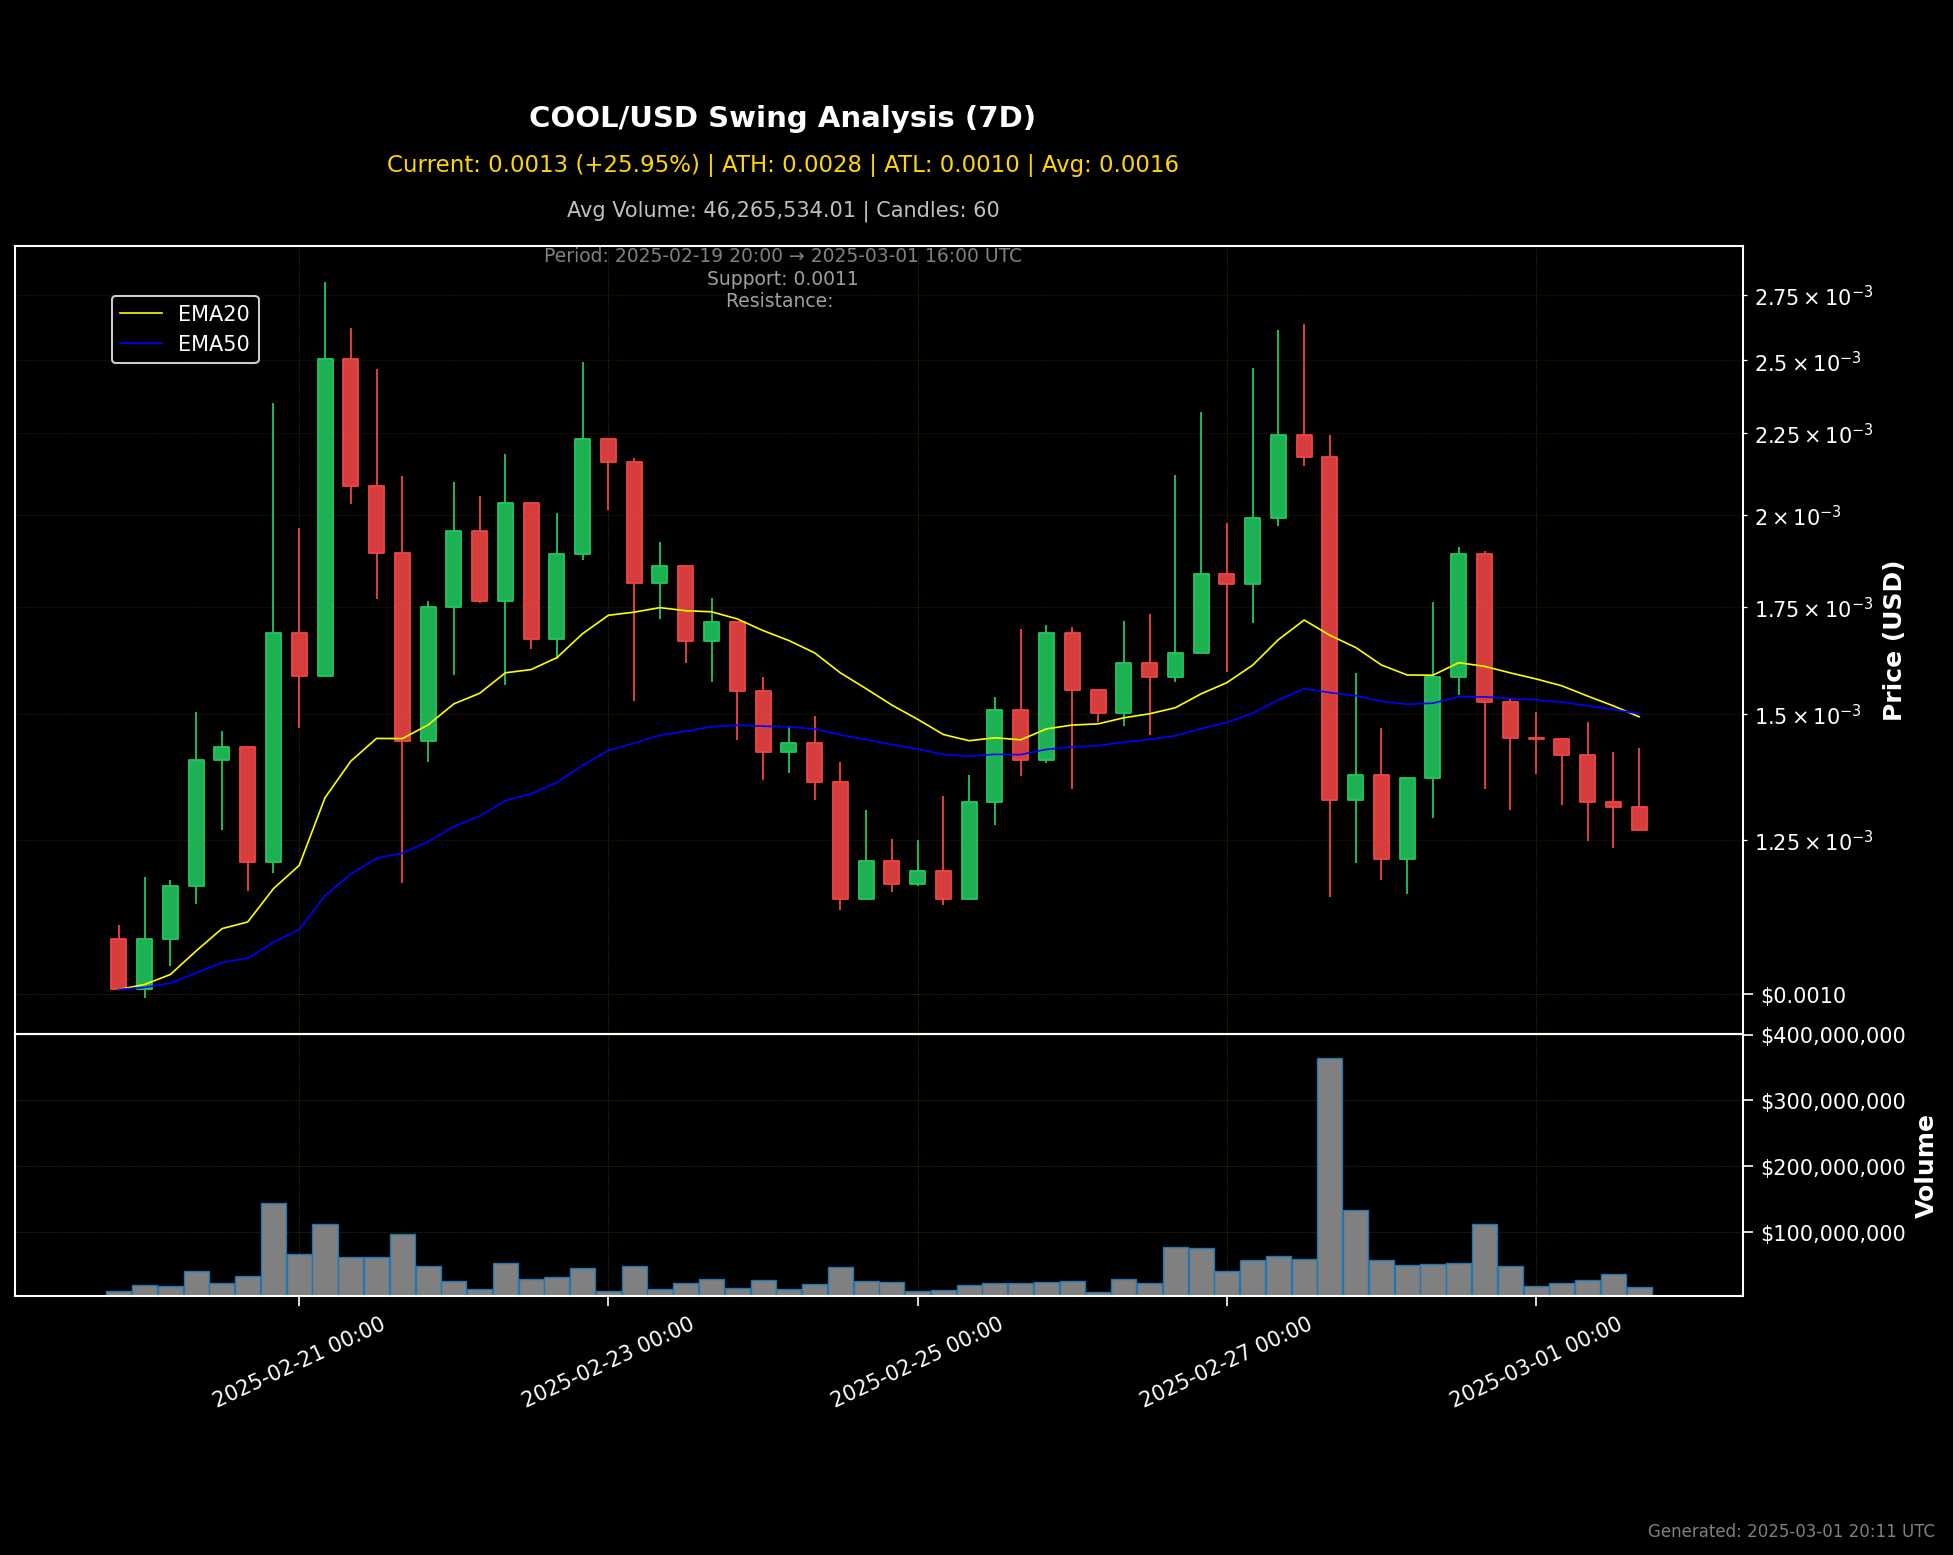 COOL/USD Swing Analysis (7D)
Current: 0.0013 (+25.95%) | ATH: 0.0028 | ATL: 0.0010 | Avg: 0.0016
Avg Volume: 46,265,534.01 | Candles: 60
Period: 2025-02-19 20:00 → 2025-03-01 16:00 UTC
Support: 0.0011
Resistance:
EMA20
EMA50
2.75 × 10⁻³
2.5 × 10⁻³
2.25 × 10⁻³
2 × 10⁻³
1.75 × 10⁻³
1.5 × 10⁻³
1.25 × 10⁻³
$0.0010
Price (USD)
$400,000,000
$300,000,000
$200,000,000
$100,000,000
Volume
2025-02-21 00:00
2025-02-23 00:00
2025-02-25 00:00
2025-02-27 00:00
2025-03-01 00:00
Generated: 2025-03-01 20:11 UTC